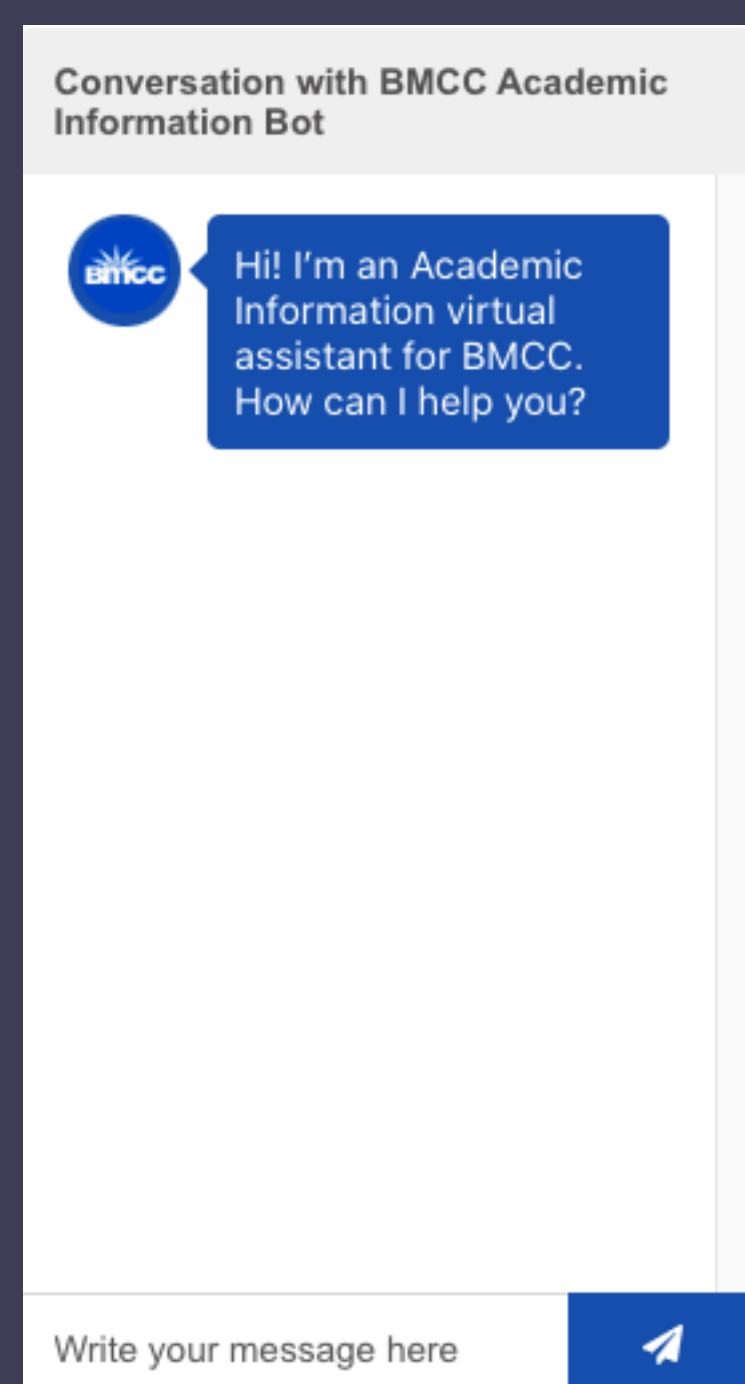 Conversation with BMCC Academic
Information Bot
BMCC
Hi! I’m an Academic
Information virtual
assistant for BMCC.
How can I help you?
Write your message here